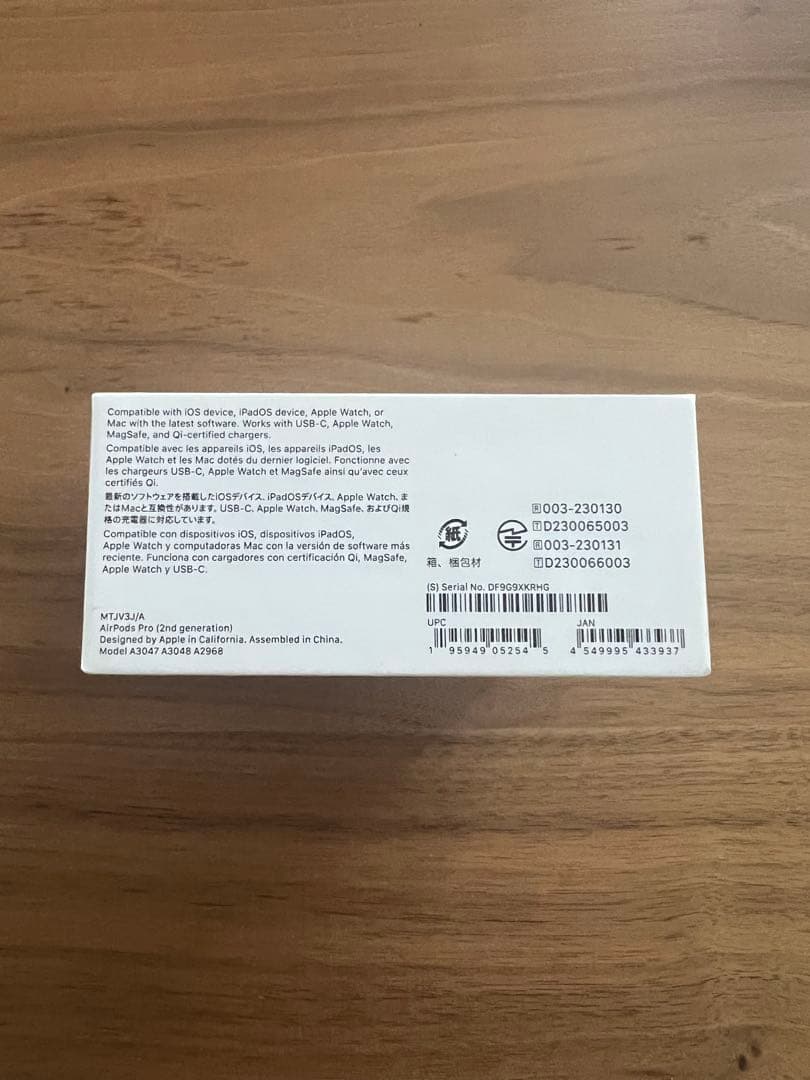 Compatible with iOS device, iPadOS device, Apple Watch, or
Mac with the latest software. Works with USB-C, Apple Watch,
MagSafe, and Qi-certified chargers.
Compatible avec les appareils iOS, les appareils iPadOS, les
Apple Watch et les Mac dotés du dernier logiciel. Fonctionne avec
les chargeurs USB-C, Apple Watch et MagSafe ainsi qu'avec ceux
certifiés Qi.
最新のソフトウェアを搭載したiOSデバイス、iPadOSデバイス、Apple Watch、ま
たはMacと互換性があります。USB-C、Apple Watch、MagSafe、およびQi規
格の充電器に対応しています。
Compatible con dispositivos iOS, dispositivos iPadOS,
Apple Watch y computadoras Mac con la versión de software más
reciente. Funciona con cargadores con certificación Qi, MagSafe,
Apple Watch y USB-C.
MTJV3J/A
AirPods Pro (2nd generation)
Designed by Apple in California. Assembled in China.
Model A3047 A3048 A2968
紙
箱、梱包材
R 003-230130
T D230065003
R 003-230131
T D230066003
(S) Serial No. DF9G9XKRHG
UPC
1 95949 05254 5
JAN
4 549995 433937